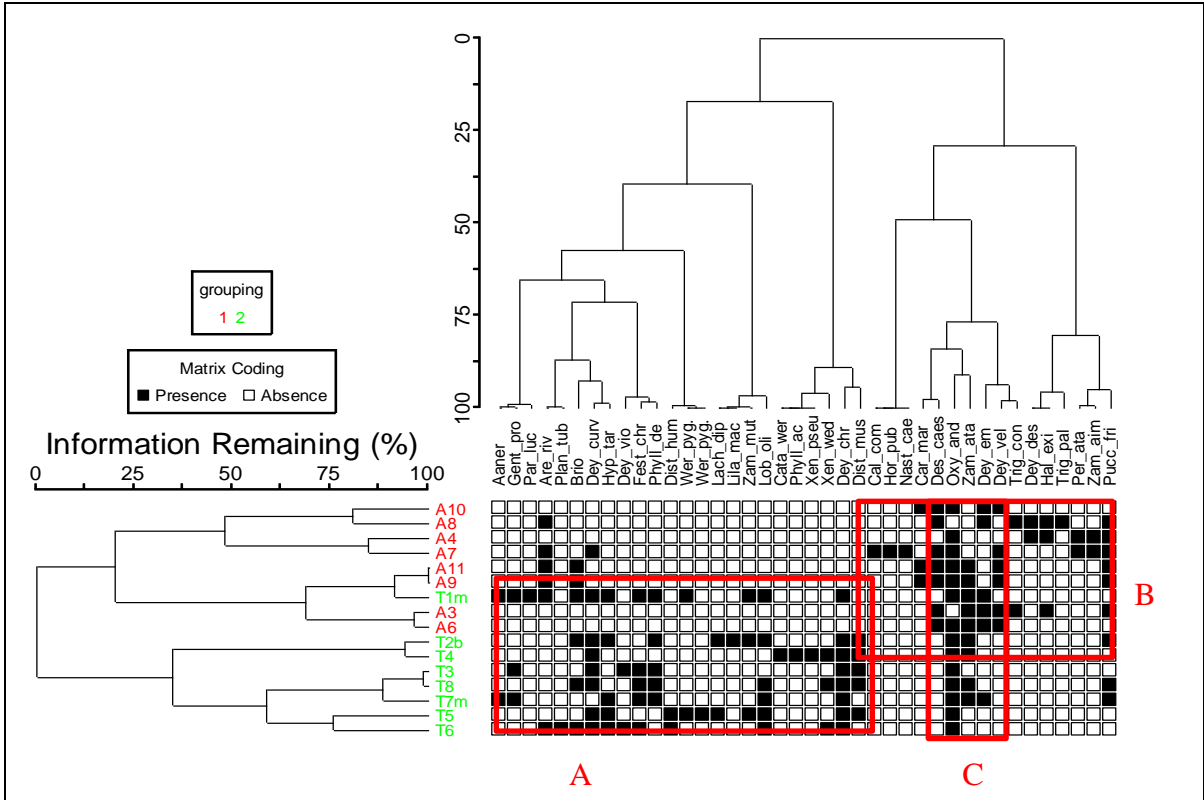 0
25
50
75
100
grouping
1 2
Matrix Coding
Presence Absence
Information Remaining (%)
0 25 50 75 100
Aaner
Gent_pro
Par_luc
Are_riv
Plan_tub
Brio
Dey_curv
Hyp_tar
Dey_vio
Fest_chr
Phyll_de
Dist_hum
Wer_pyg.
Wer_pyg.
Lach_dip
Lila_mac
Zam_mut
Lob_oli
Cata_wer
Phyll_ac
Xen_pseu
Xen_wed
Dey_chr
Dist_mus
Cal_com
Hor_pub
Nast_cae
Car_mar
Des_caes
Oxy_and
Zam_ata
Dey_em
Dey_vel
Trig_con
Dey_des
Hal_exi
Trig_pal
Per_ata
Zam_aim
Pucc_fri
A10
A8
A4
A7
A11
A9
T1m
A3
A6
T2b
T4
T3
T8
T7m
T5
T6
B
A
C